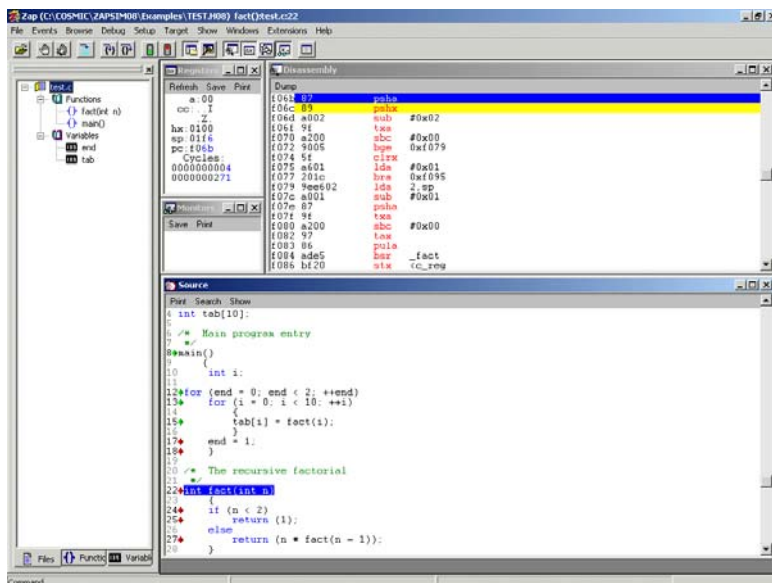 Zap (C:\COSMIC\ZAPSIM08\Examples\TEST.H08) fact():test.c:22
File Events Browse Debug Setup Target Show Windows Extensions Help
test.c
Functions
fact(int n)
main()
Variables
end
tab
Files Functio Variabl
Registers
Refresh Save Print
a:00
cc:..I
.Z.
hx:0100
sp:01f6
pc:f06b
Cycles:
0000000004
0000000271
Monitors
Save Print
Disassembly
Dump
f06b 87 psha
f06c 89 pshx
f06d a002 sub #0x02
f06f 9f txa
f070 a200 sbc #0x00
f072 9005 bge 0xf079
f074 5f clrx
f075 a601 lda #0x01
f077 201c bra 0xf095
f079 9ee602 lda 2,sp
f07c a001 sub #0x01
f07e 87 psha
f07f 9f txa
f080 a200 sbc #0x00
f082 97 tax
f083 86 pula
f084 ade5 bsr _fact
f086 bf20 stx <c_reg
Source
Print Search Show
4 int tab[10];
5
6 /* Main program entry
7 */
8 main()
9 {
10 int i;
11
12 for (end = 0; end < 2; ++end)
13 for (i = 0; i < 10; ++i)
14 {
15 tab[i] = fact(i);
16 }
17 end = 1;
18 }
19
20 /* The recursive factorial
21 */
22 int fact(int n)
23 {
24 if (n < 2)
25 return (1);
26 else
27 return (n * fact(n - 1));
28 }
Command